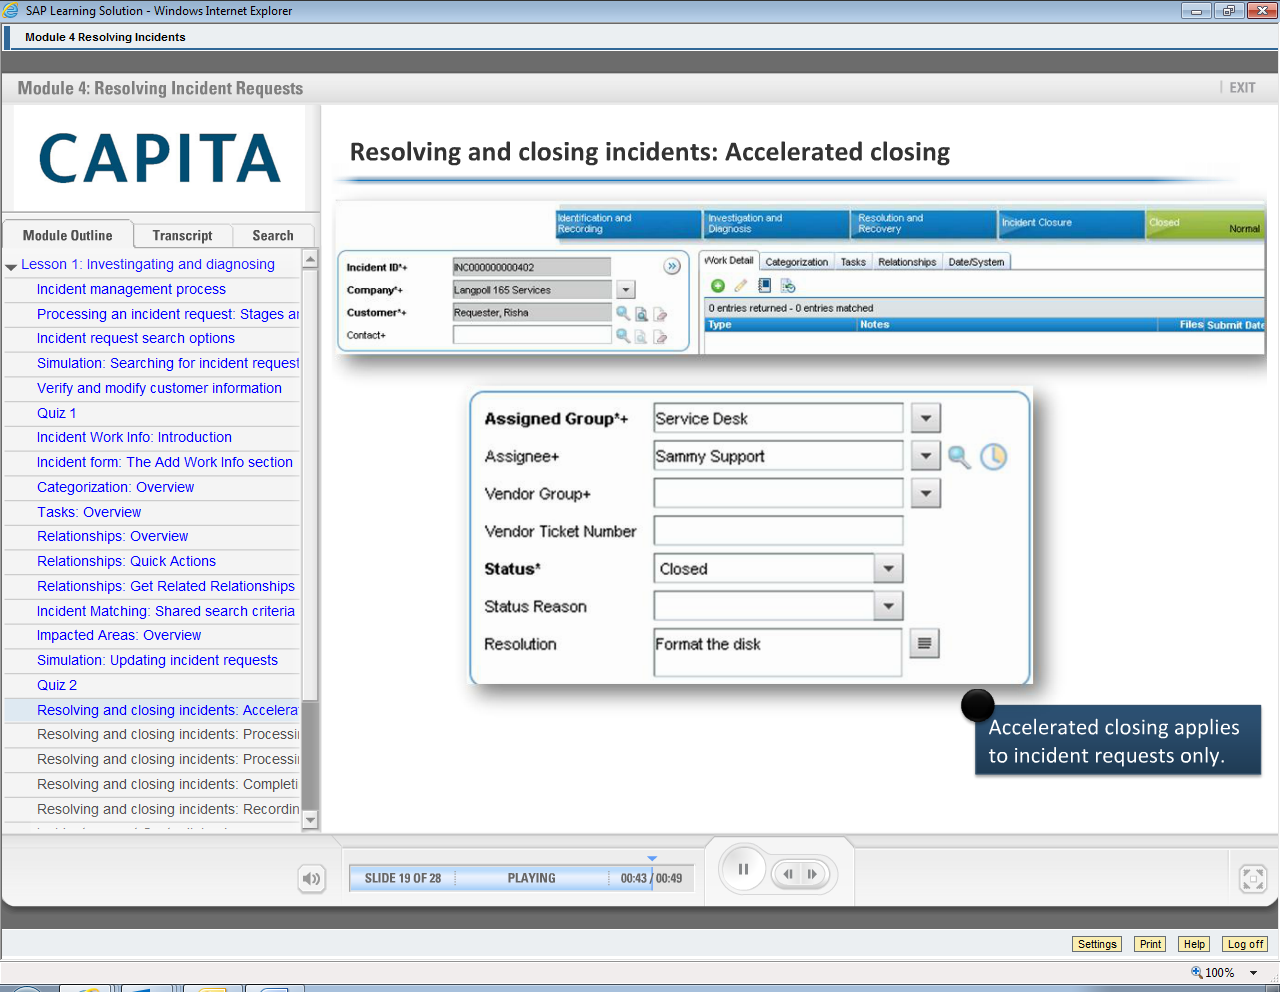 SAP Learning Solution - Windows Internet Explorer
Module 4 Resolving Incidents
Module 4: Resolving Incident Requests
EXIT
CAPITA
Module Outline
Transcript
Search
Lesson 1: Investingating and diagnosing
Incident management process
Processing an incident request: Stages ar
Incident request search options
Simulation: Searching for incident request
Verify and modify customer information
Quiz 1
Incident Work Info: Introduction
Incident form: The Add Work Info section
Categorization: Overview
Tasks: Overview
Relationships: Overview
Relationships: Quick Actions
Relationships: Get Related Relationships
Incident Matching: Shared search criteria
Impacted Areas: Overview
Simulation: Updating incident requests
Quiz 2
Resolving and closing incidents: Accelera
Resolving and closing incidents: Processi
Resolving and closing incidents: Processi
Resolving and closing incidents: Completi
Resolving and closing incidents: Recordin
Resolving and closing incidents: Accelerated closing
Identification and
Recording
Investigation and
Diagnosis
Resolution and
Recovery
Incident Closure
Closed
Normal
Incident ID*+ INC000000000402
Company*+ Langpoll 165 Services
Customer*+ Requester, Risha
Contact+
Work Detail Categorization Tasks Relationships Date/System
0 entries returned - 0 entries matched
Type Notes Files Submit Date
Assigned Group*+ Service Desk
Assignee+ Sammy Support
Vendor Group+
Vendor Ticket Number
Status* Closed
Status Reason
Resolution Format the disk
Accelerated closing applies
to incident requests only.
SLIDE 19 OF 28 PLAYING 00:43 / 00:49
Settings Print Help Log off
100%